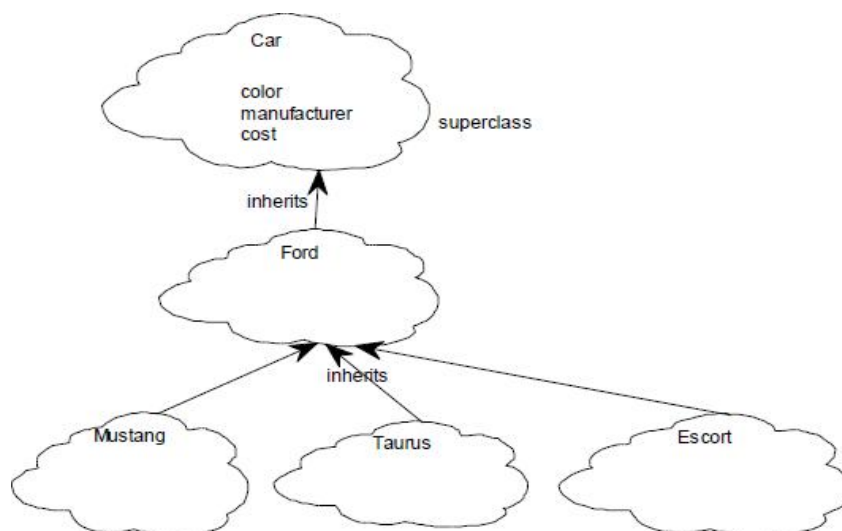 Car
color
manufacturer
cost
superclass
inherits
Ford
inherits
Mustang
Taurus
Escort